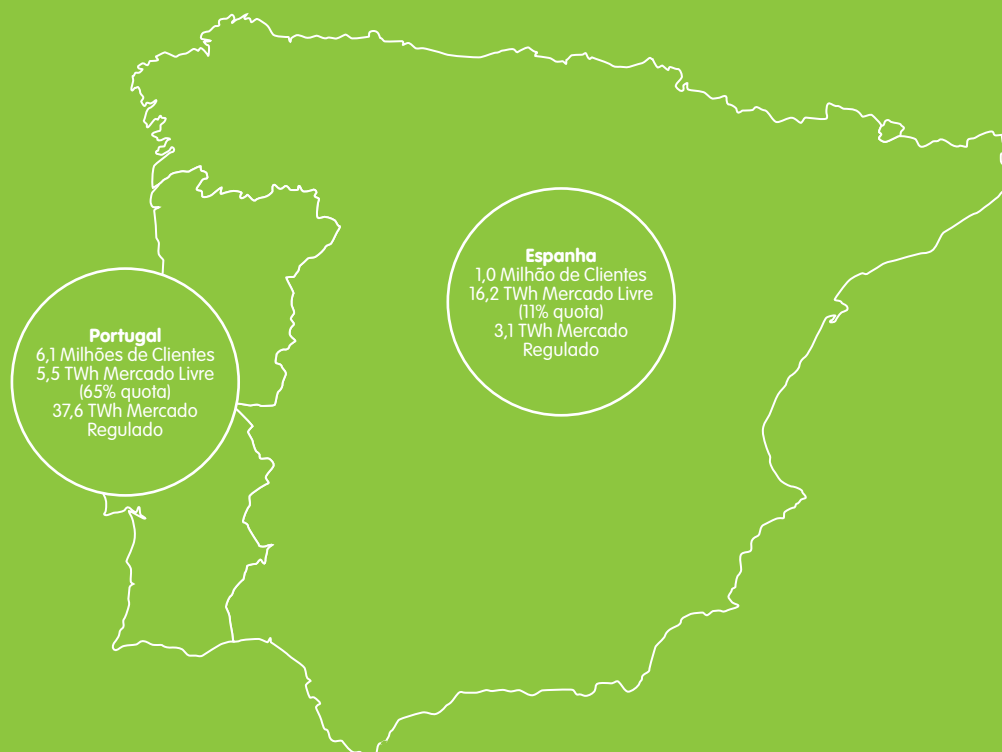 Espanha
1,0 Milhão de Clientes
16,2 TWh Mercado Livre
(11% quota)
3,1 TWh Mercado
Regulado
Portugal
6,1 Milhões de Clientes
5,5 TWh Mercado Livre
(65% quota)
37,6 TWh Mercado
Regulado